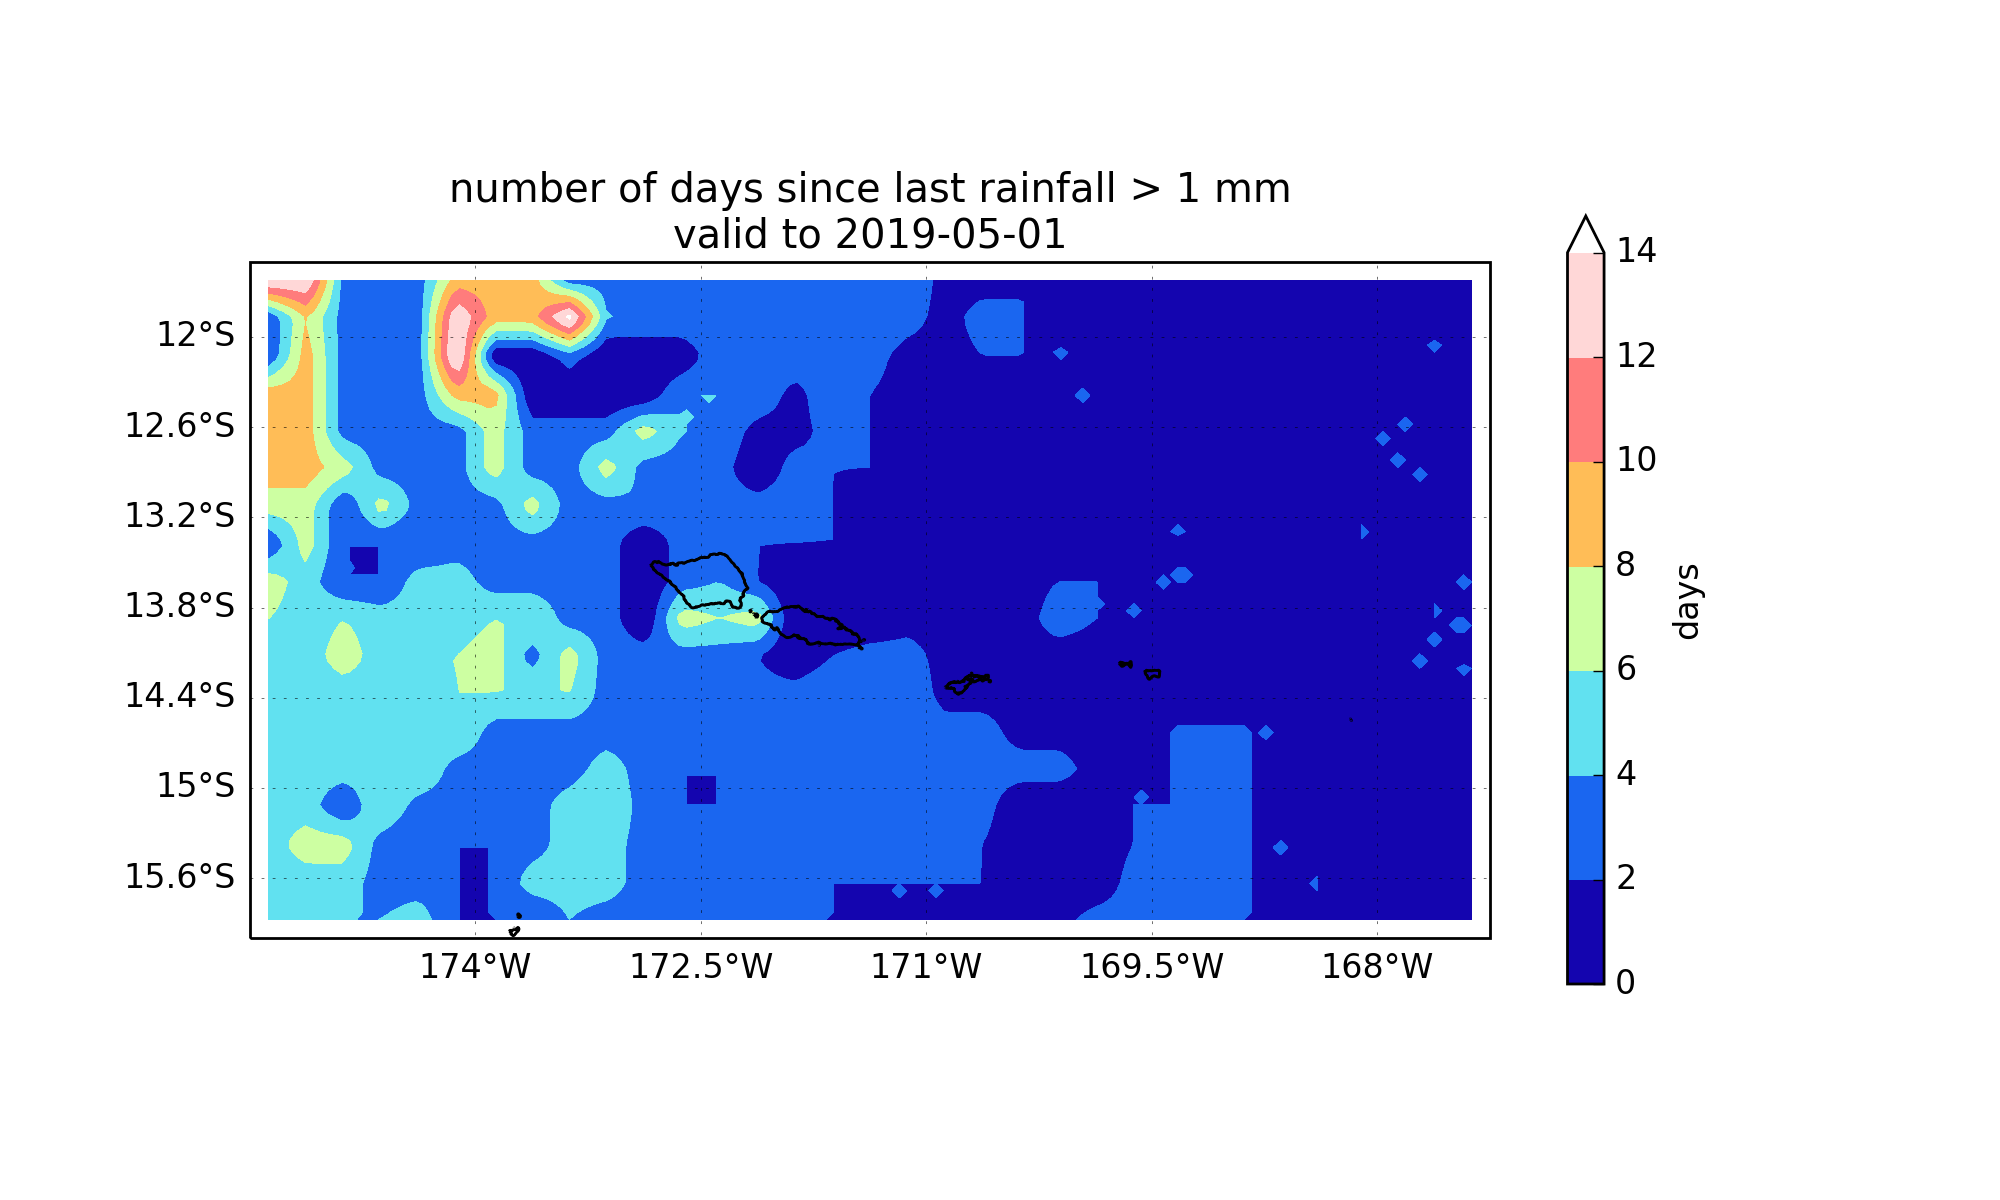 number of days since last rainfall > 1 mm
valid to 2019-05-01
12°S
12.6°S
13.2°S
13.8°S
14.4°S
15°S
15.6°S
174°W 172.5°W 171°W 169.5°W 168°W
14
12
10
8
6
4
2
0
days